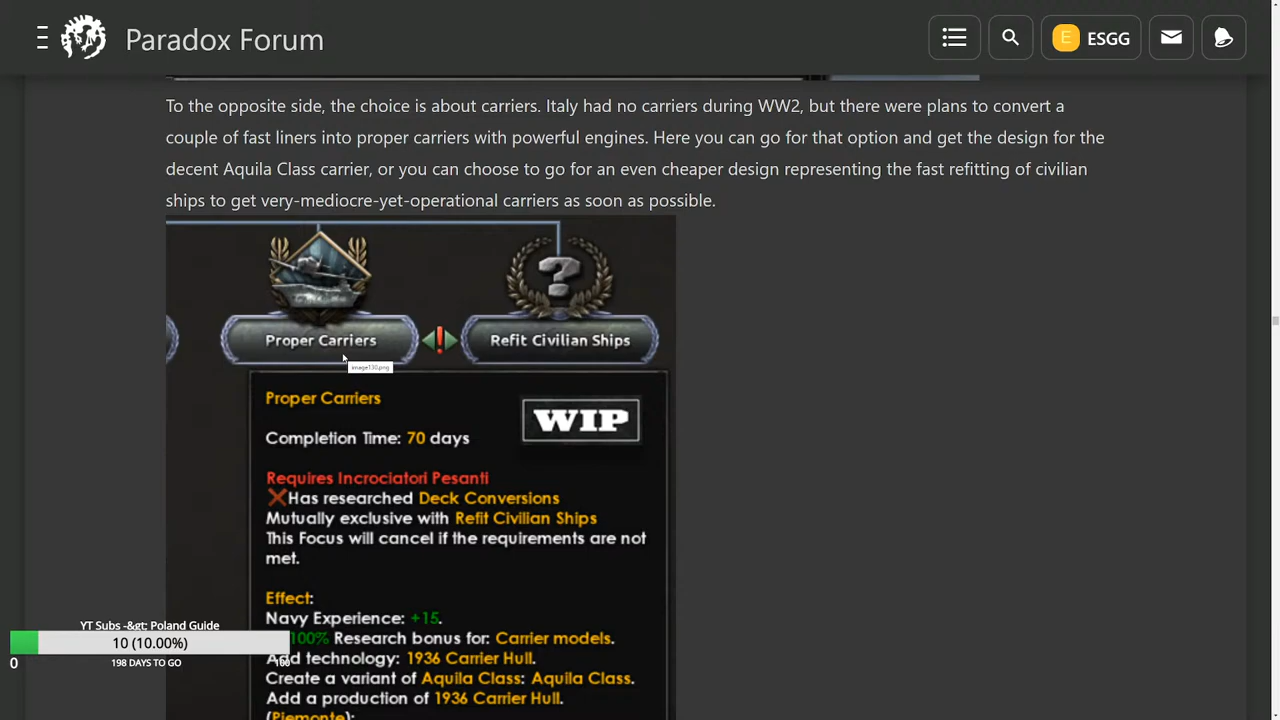 Paradox Forum
E ESGG
To the opposite side, the choice is about carriers. Italy had no carriers during WW2, but there were plans to convert a
couple of fast liners into proper carriers with powerful engines. Here you can go for that option and get the design for the
decent Aquila Class carrier, or you can choose to go for an even cheaper design representing the fast refitting of civilian
ships to get very-mediocre-yet-operational carriers as soon as possible.
?
Proper Carriers
Refit Civilian Ships
image130.png
Proper Carriers
WIP
Completion Time: 70 days
Requires Incrociatori Pesanti
Has researched Deck Conversions
Mutually exclusive with Refit Civilian Ships
This Focus will cancel if the requirements are not
met.
Effect:
Navy Experience: +15.
100% Research bonus for: Carrier models.
Add technology: 1936 Carrier Hull.
Create a variant of Aquila Class: Aquila Class.
Add a production of 1936 Carrier Hull.
(Piemonte):
YT Subs -&gt; Poland Guide
10 (10.00%)
0
198 DAYS TO GO
100